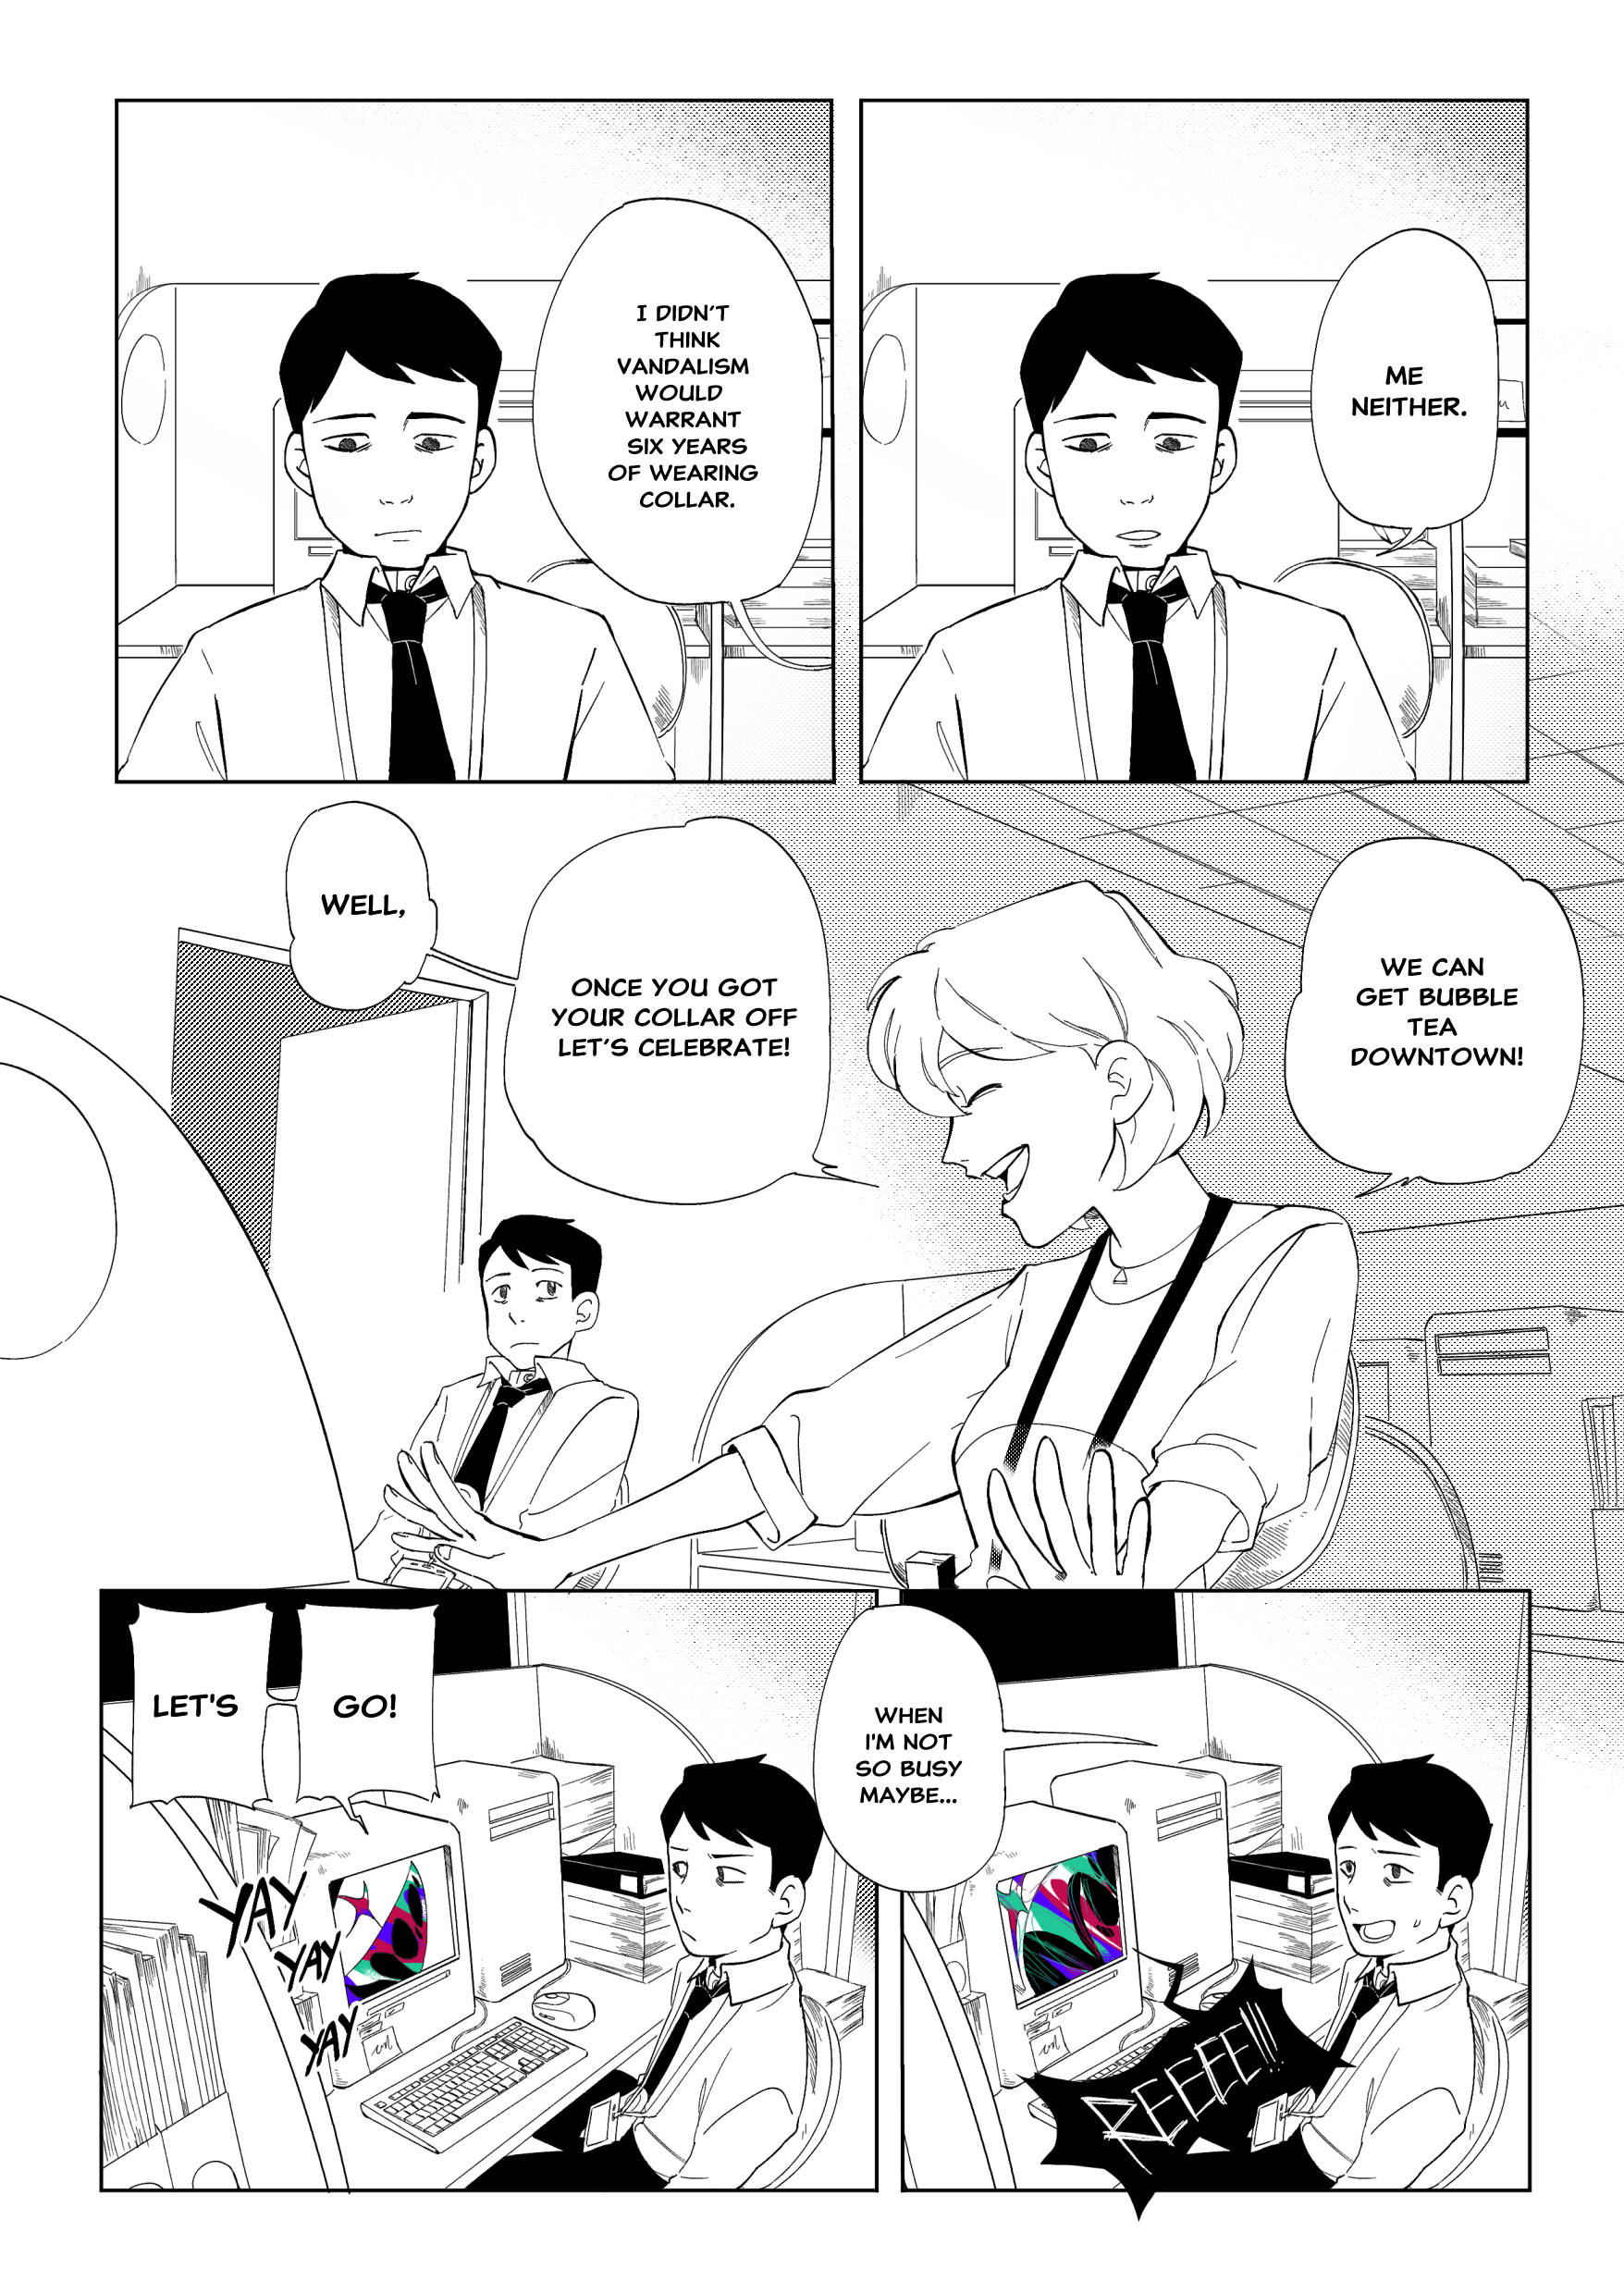 I DIDN'T
THINK
VANDALISM
WOULD
WARRANT
SIX YEARS
OF WEARING
COLLAR.
ME
NEITHER.
WELL,
ONCE YOU GOT
YOUR COLLAR OFF
LET'S CELEBRATE!
WE CAN
GET BUBBLE
TEA
DOWNTOWN!
LET'S
GO!
YAY
YAY
YAY
WHEN
I'M NOT
SO BUSY
MAYBE...
REEEE!!!